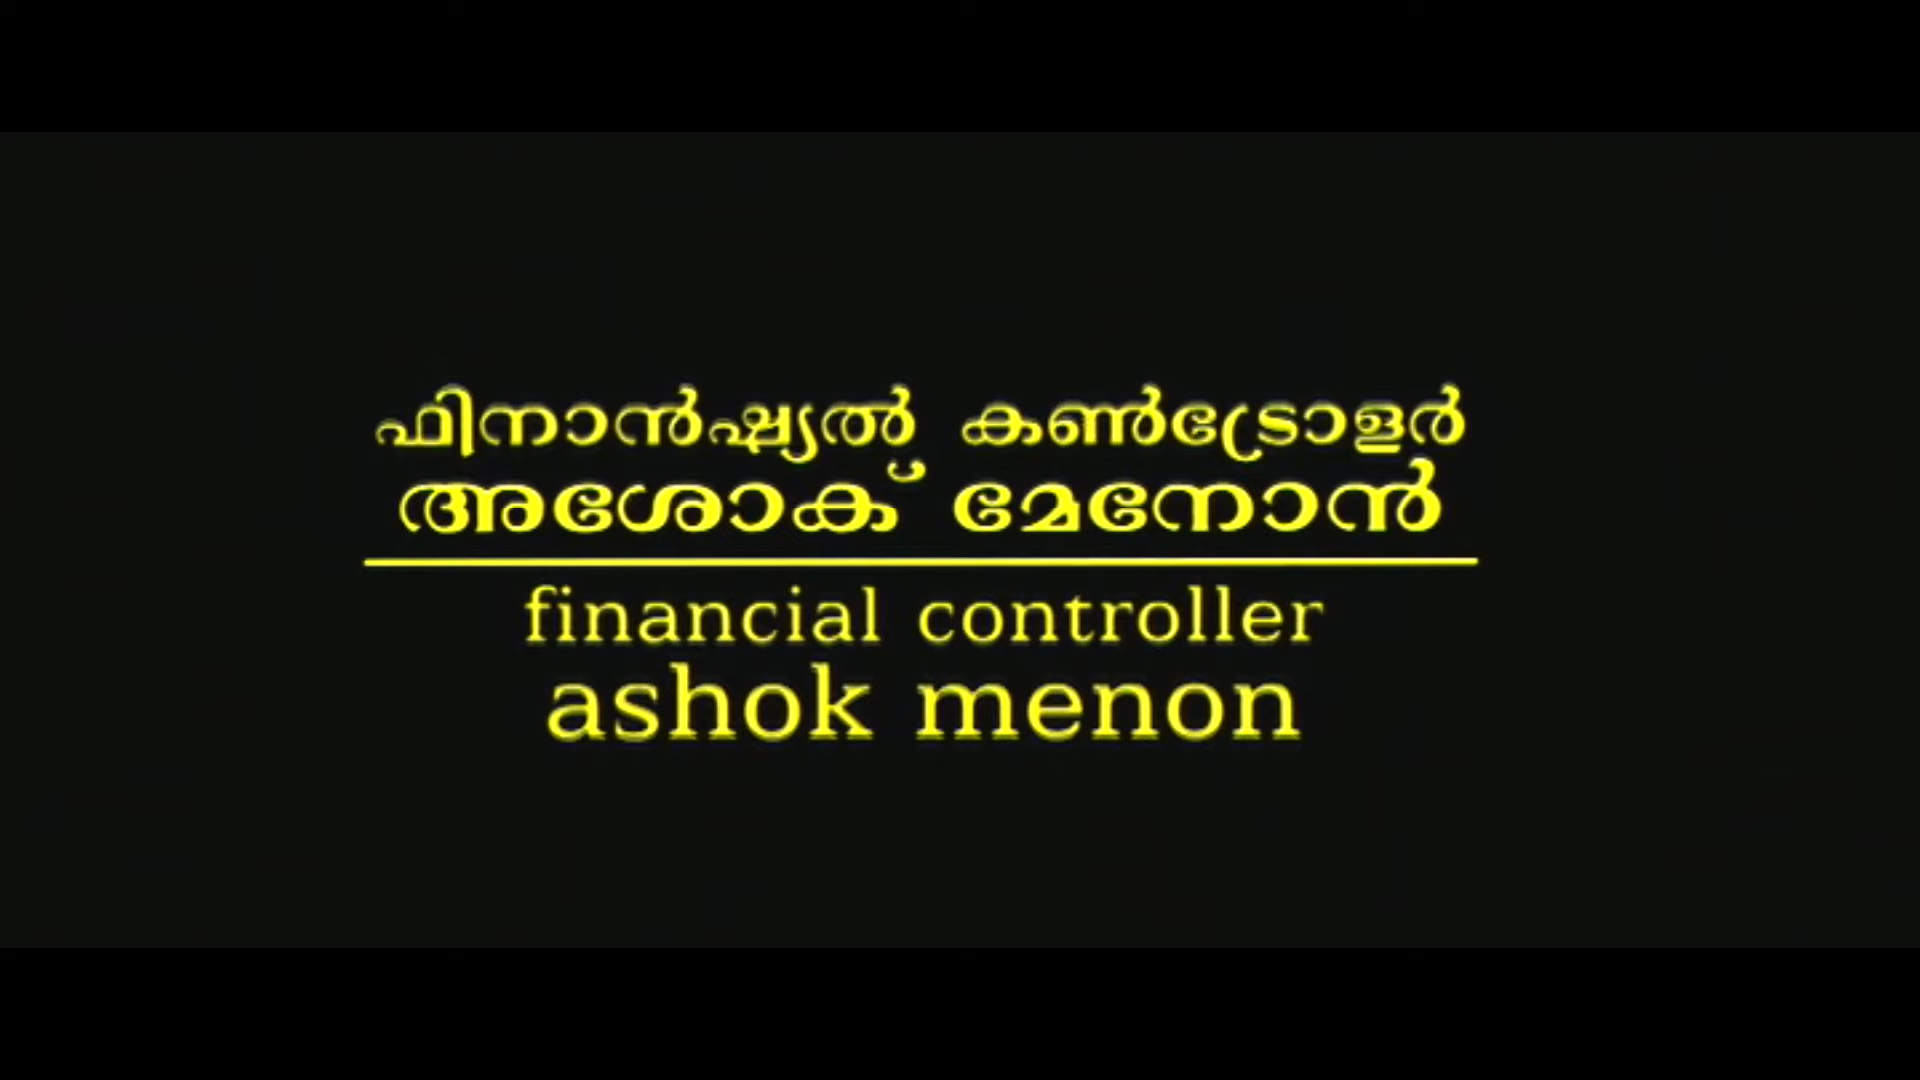 ഫിനാൻഷ്യൽ കൺട്രോളർ
അശോക് മേനോൻ
financial controller
ashok menon